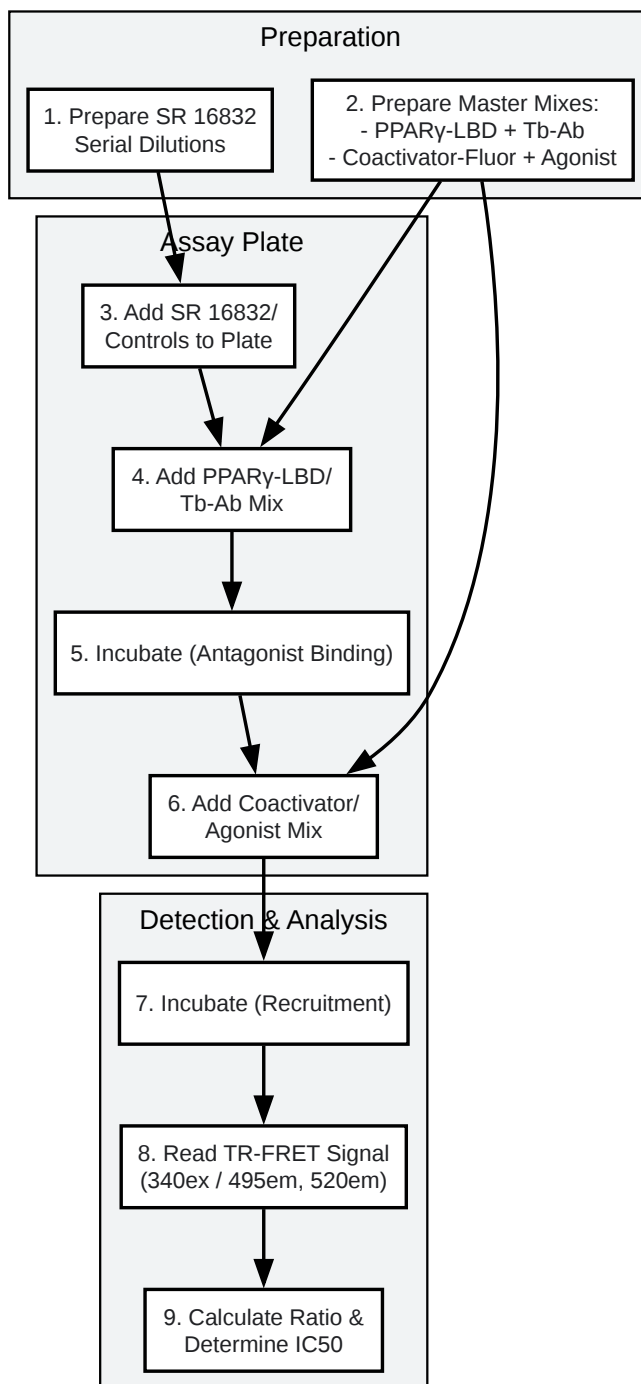 Preparation
1. Prepare SR 16832
Serial Dilutions
2. Prepare Master Mixes:
- PPARγ-LBD + Tb-Ab
- Coactivator-Fluor + Agonist
Assay Plate
3. Add SR 16832/
Controls to Plate
4. Add PPARγ-LBD/
Tb-Ab Mix
5. Incubate (Antagonist Binding)
6. Add Coactivator/
Agonist Mix
Detection & Analysis
7. Incubate (Recruitment)
8. Read TR-FRET Signal
(340ex / 495em, 520em)
9. Calculate Ratio &
Determine IC50